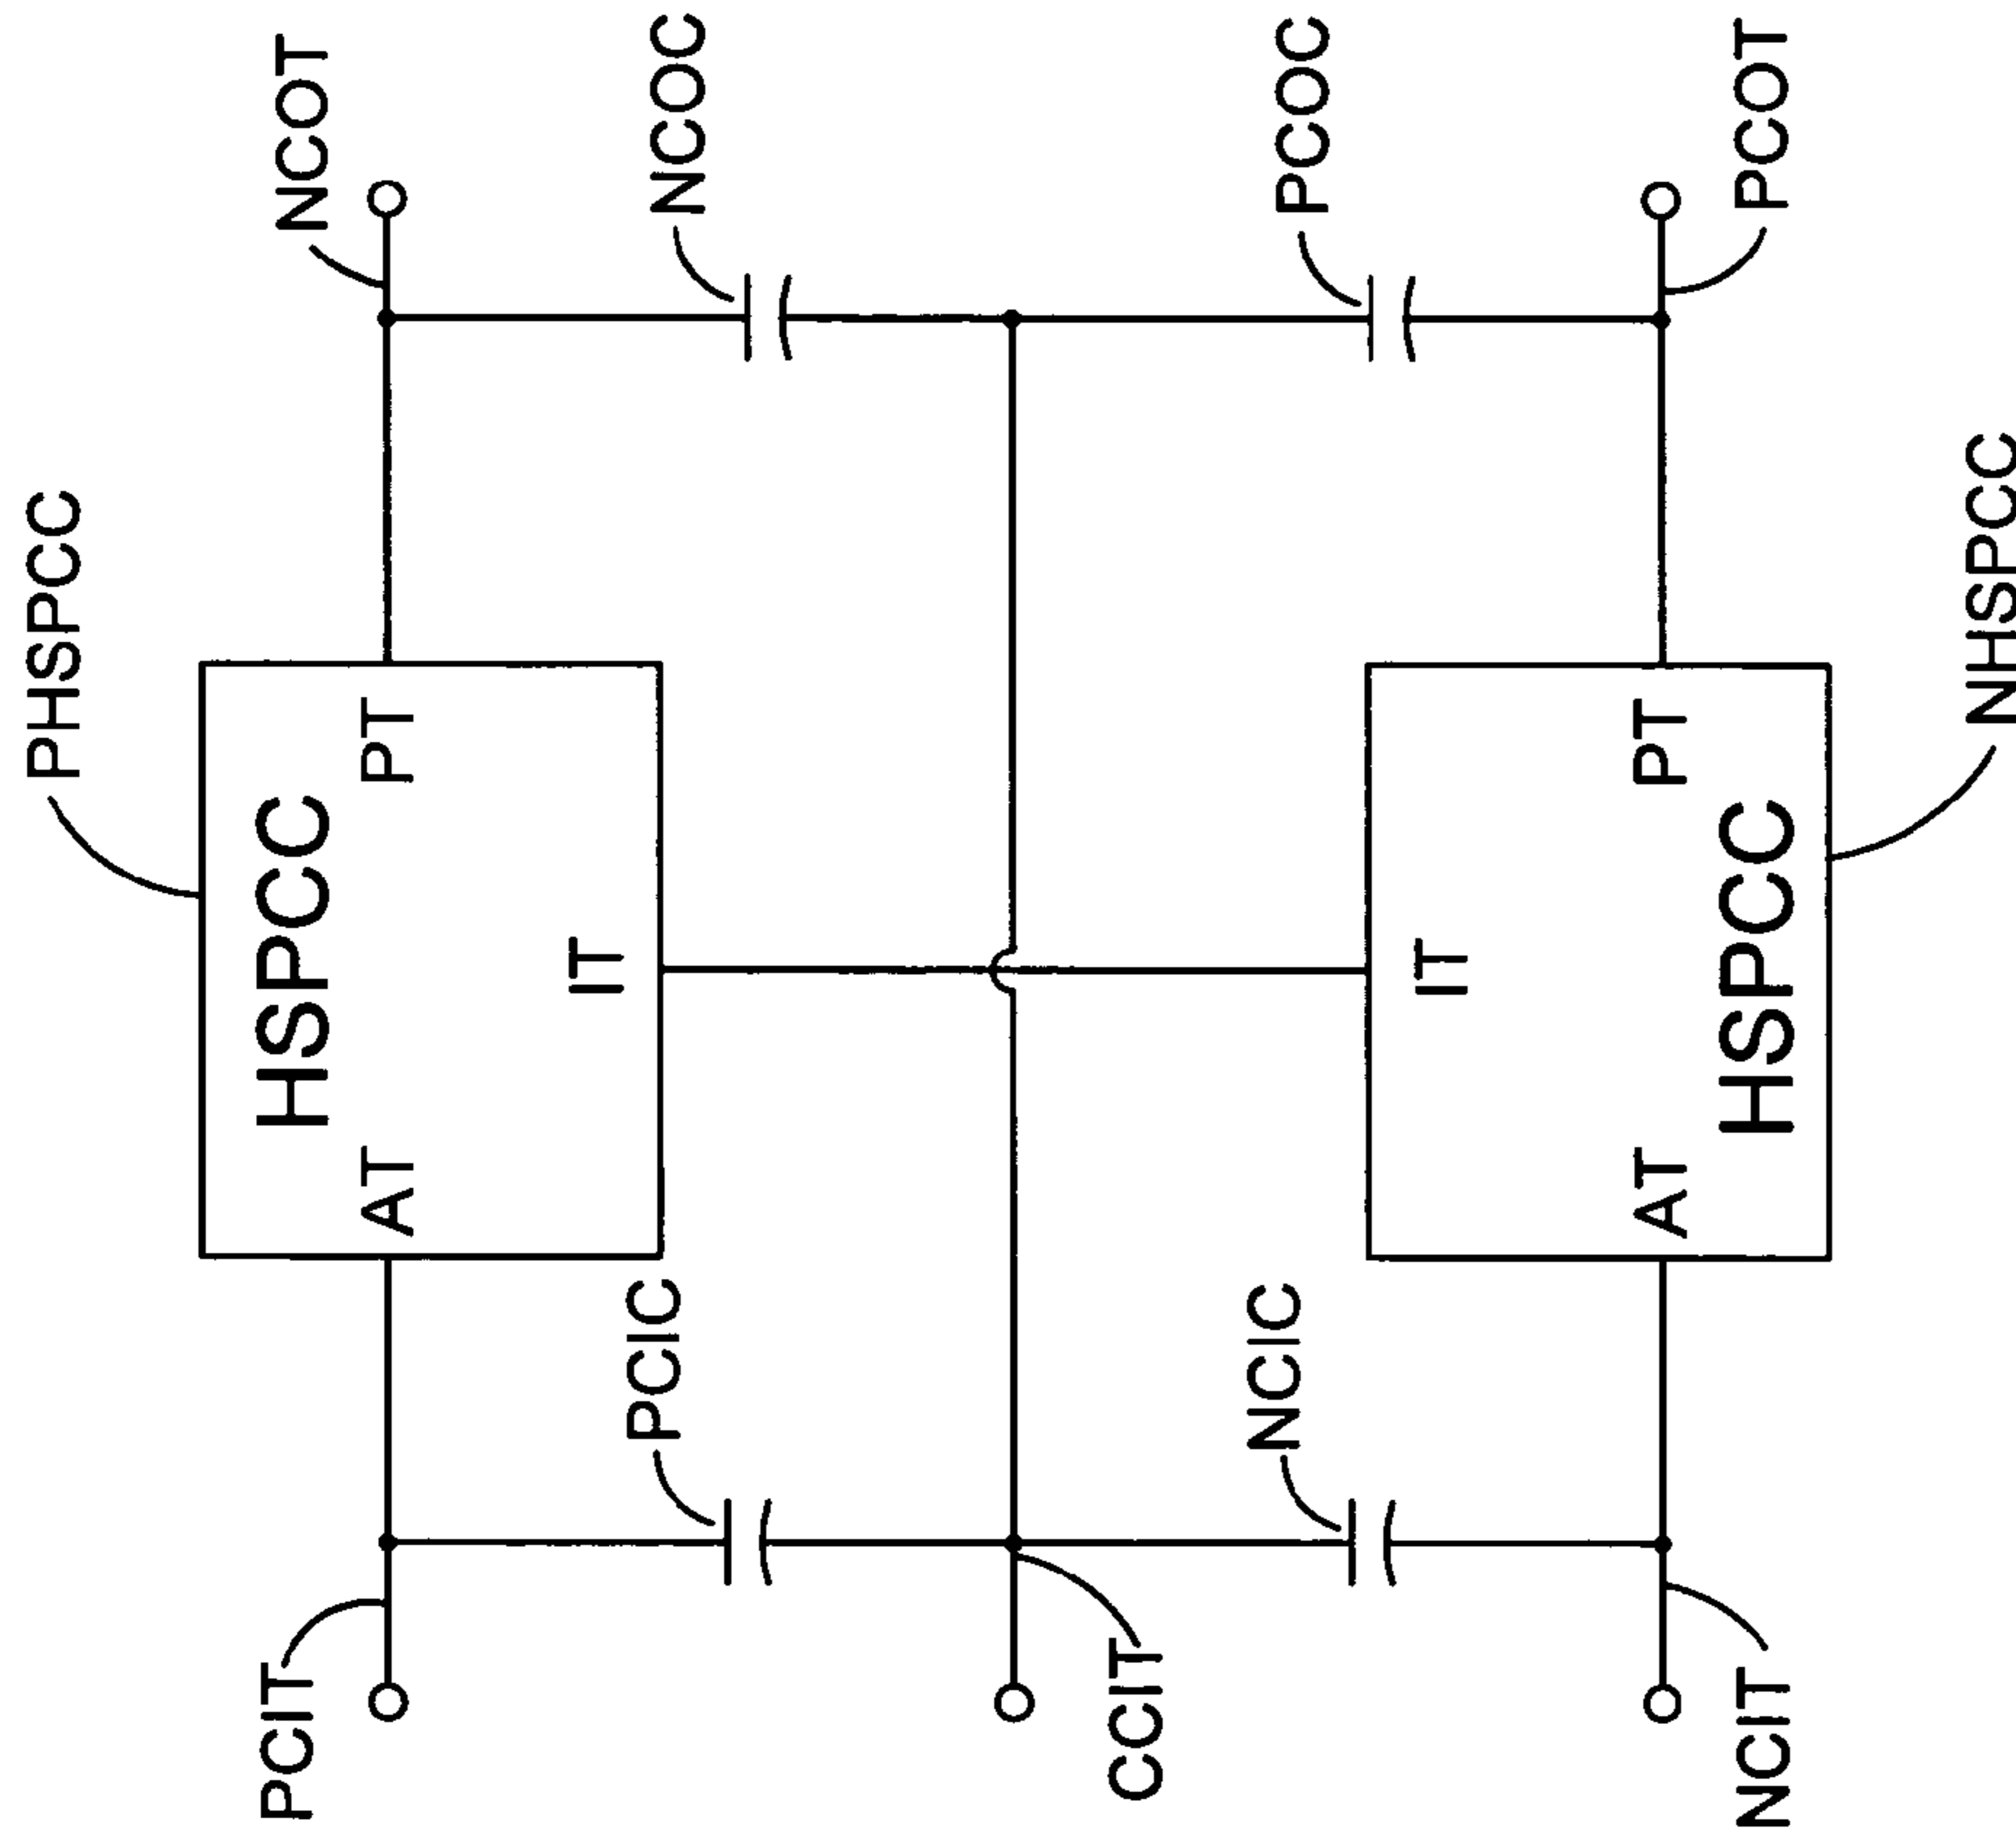 PHSPCC
PCIT
AT
HSPCC
PT
NCOT
IT
PCIC
NCOC
CCIT
NCIC
PCOC
IT
NCIT
AT
PT
PCOT
HSPCC
NHSPCC